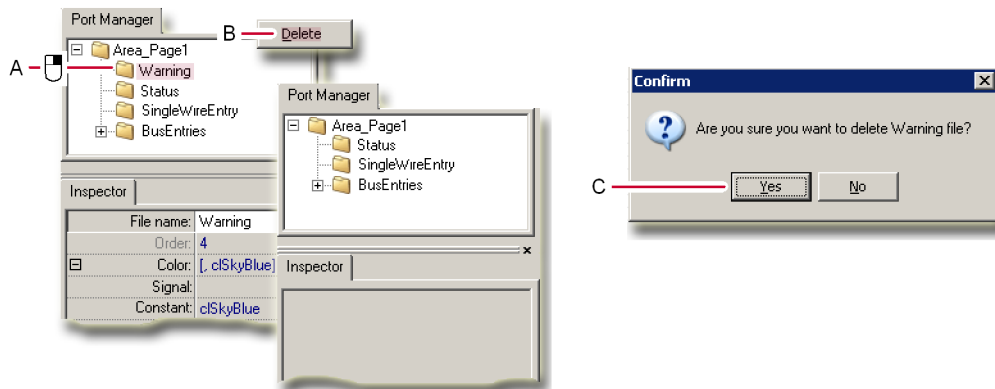 Port Manager
Area_Page1
Warning
Status
SingleWireEntry
BusEntries
A
B
Delete
Inspector
File name: Warning
Order: 4
Color: [, clSkyBlue]
Signal:
Constant: clSkyBlue
Port Manager
Area_Page1
Status
SingleWireEntry
BusEntries
Inspector
Confirm
Are you sure you want to delete Warning file?
C
Yes No